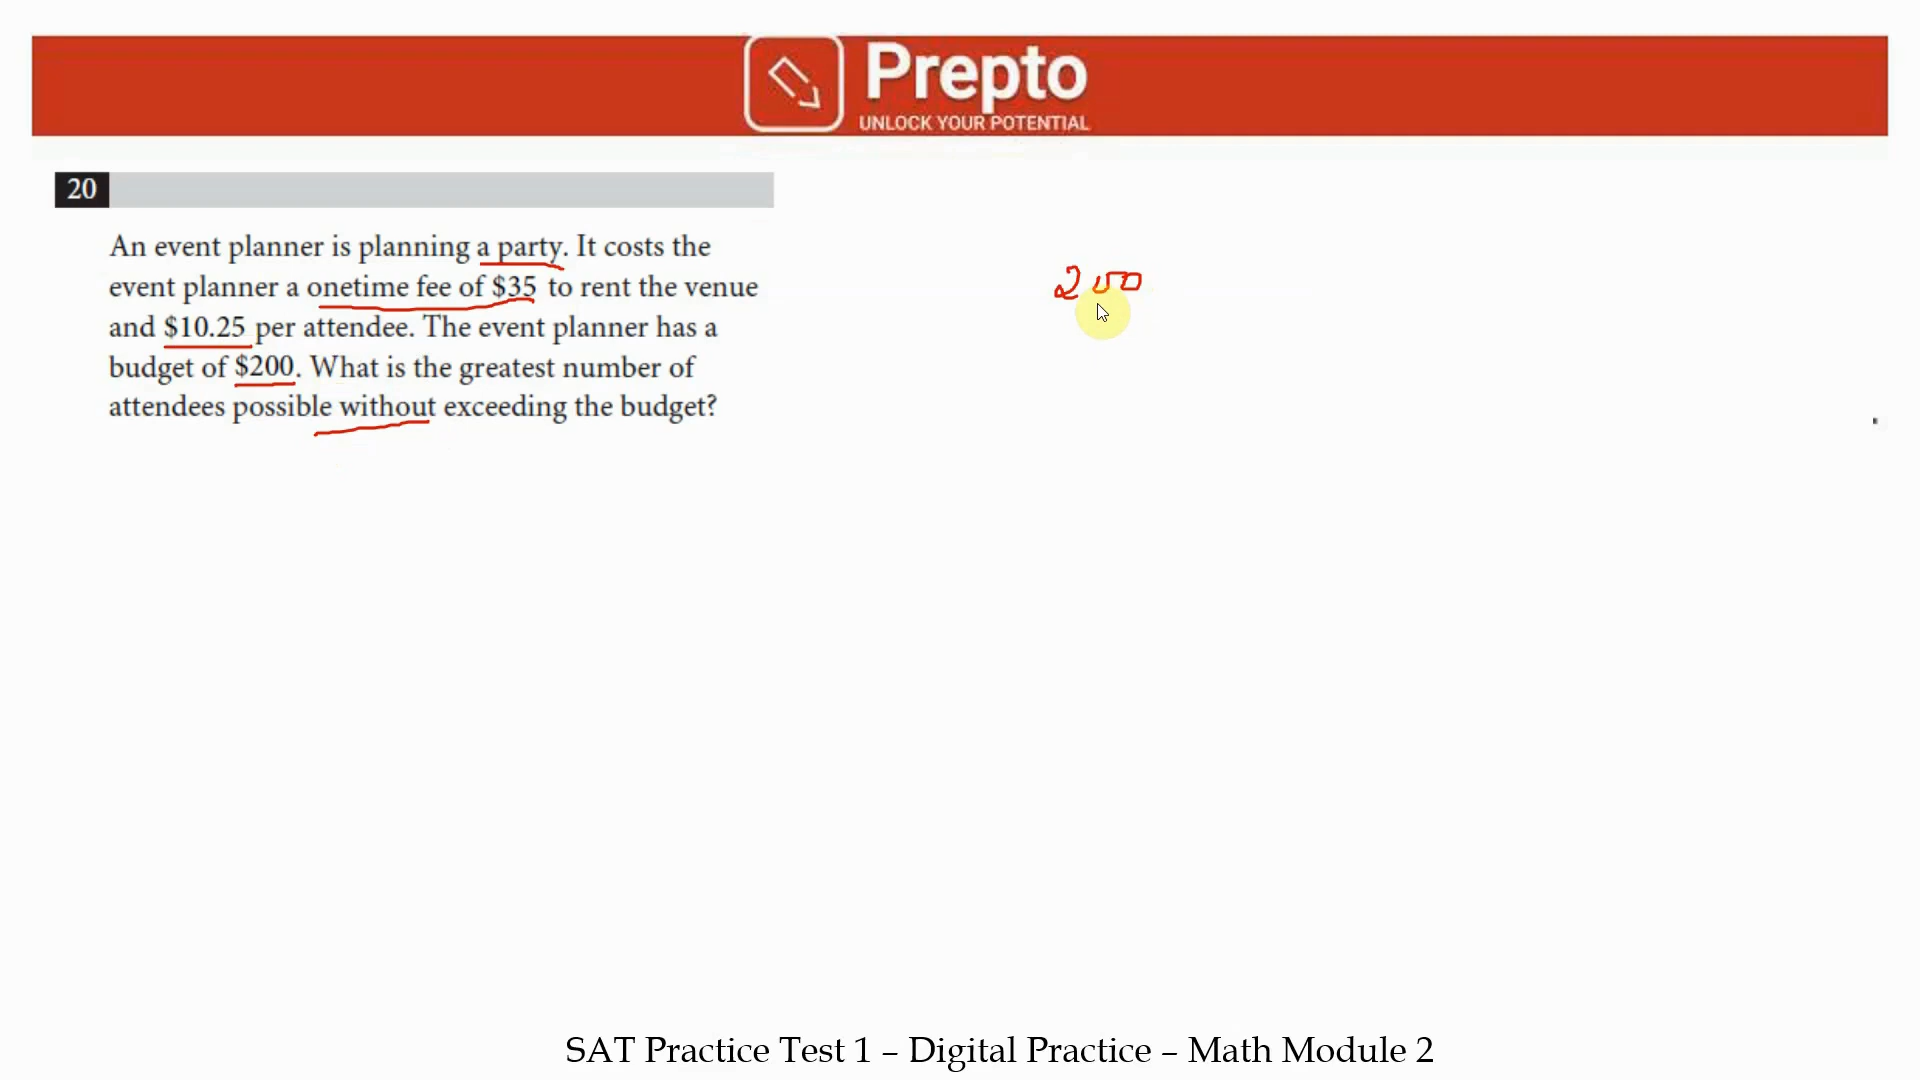 Prepto
UNLOCK YOUR POTENTIAL
20
An event planner is planning a party. It costs the
event planner a onetime fee of $35 to rent the venue
and $10.25 per attendee. The event planner has a
budget of $200. What is the greatest number of
attendees possible without exceeding the budget?
200
SAT Practice Test 1 – Digital Practice – Math Module 2